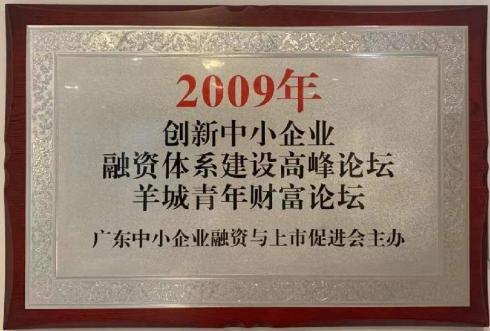 2009年
创新中小企业
融资体系建设高峰论坛
羊城青年财富论坛
广东中小企业融资与上市促进会主办